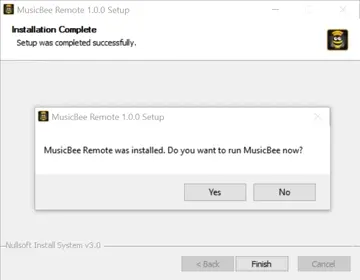 MusicBee Remote 1.0.0 Setup
Installation Complete
Setup was completed successfully.
MusicBee Remote 1.0.0 Setup
MusicBee Remote was installed. Do you want to run MusicBee now?
Yes No
Nullsoft Install System v3.0
< Back Finish Cancel